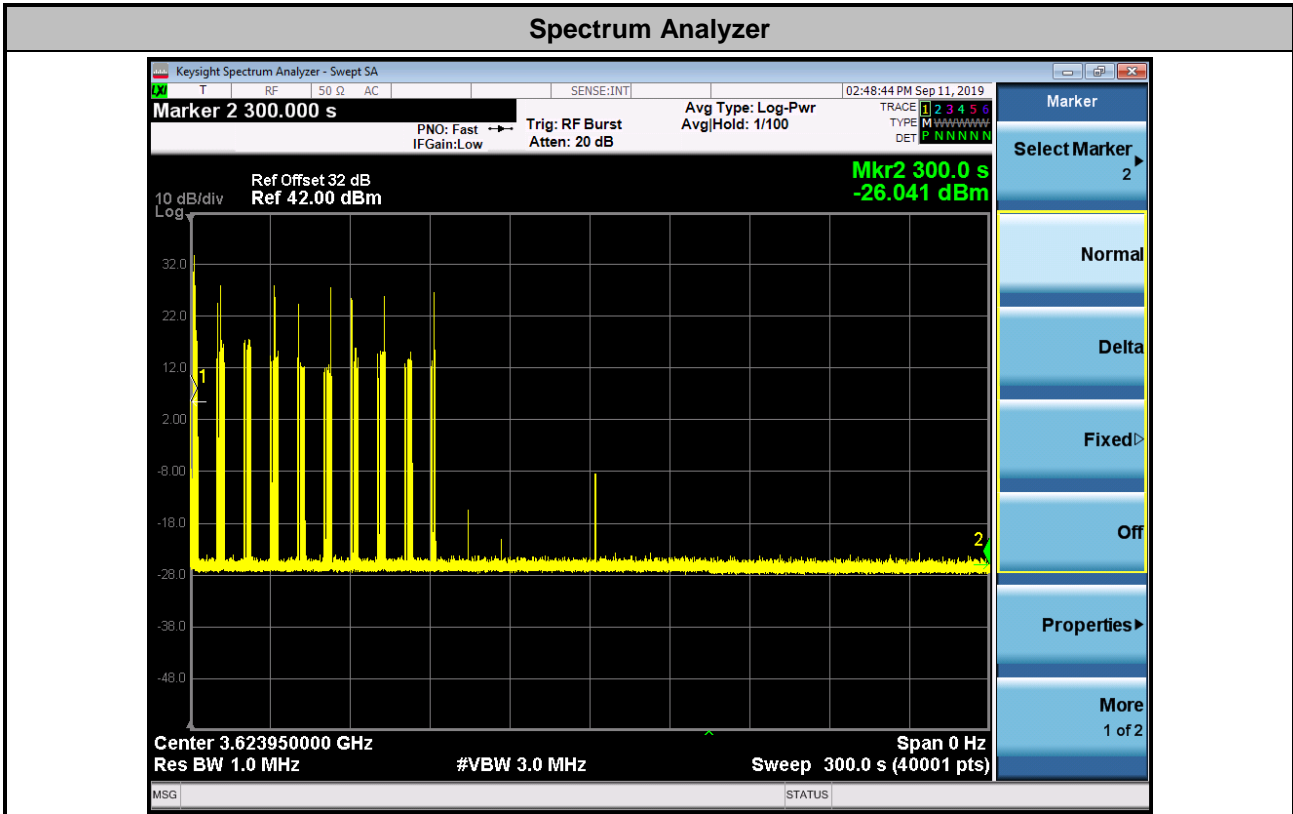 Spectrum Analyzer
Keysight Spectrum Analyzer - Swept SA
LXI T RF 50 Ω AC SENSE:INT 02:48:44 PM Sep 11, 2019
Marker 2 300.000 s
PNO: Fast
IFGain:Low
Trig: RF Burst
Atten: 20 dB
Avg Type: Log-Pwr
Avg|Hold: 1/100
TRACE 1 2 3 4 5 6
TYPE M WWWWW
DET P N N N N N
Mkr2 300.0 s
-26.041 dBm
Ref Offset 32 dB
10 dB/div Ref 42.00 dBm
Log
32.0
22.0
12.0
2.00
-8.00
-18.0
-28.0
-38.0
-48.0
1
2
Center 3.623950000 GHz Span 0 Hz
Res BW 1.0 MHz #VBW 3.0 MHz Sweep 300.0 s (40001 pts)
MSG STATUS
Marker
Select Marker
2
Normal
Delta
Fixed
Off
Properties
More
1 of 2